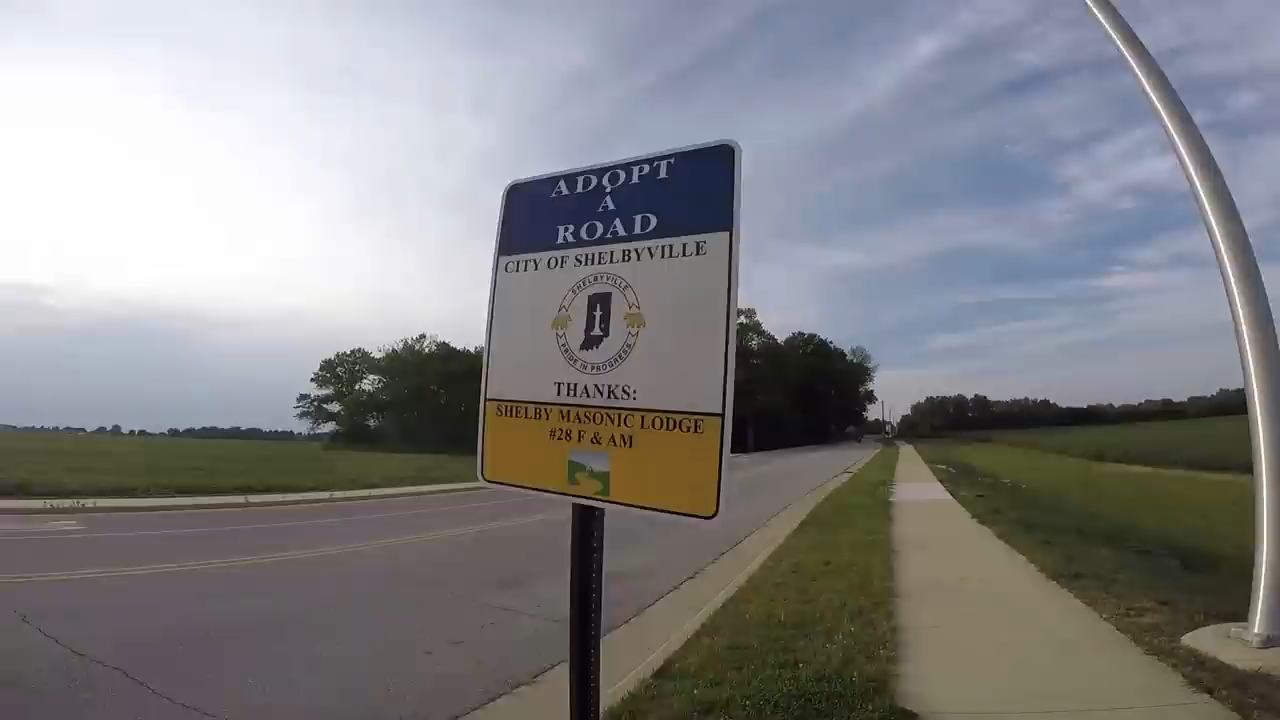 ADOPT
A
ROAD
CITY OF SHELBYVILLE
SHELBYVILLE
PRIDE IN PROGRESS
THANKS:
SHELBY MASONIC LODGE
#28 F & AM